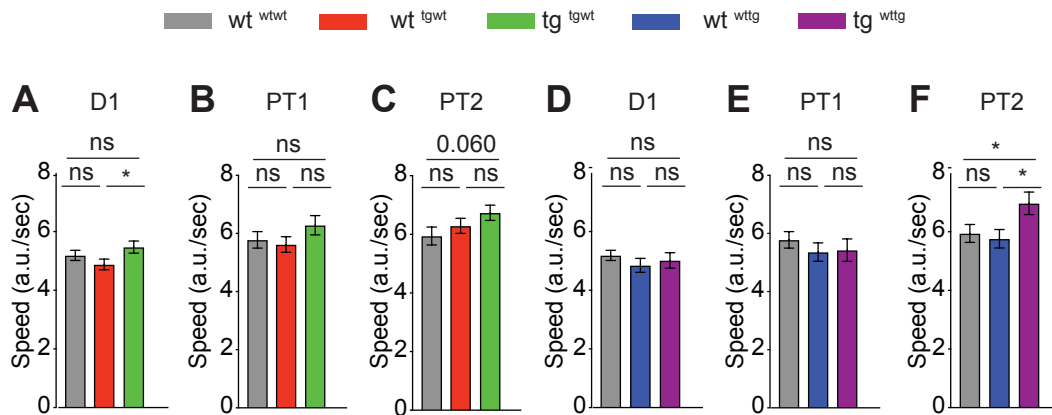 wt wtwt wt tgwt tg tgwt wt wttg tg wttg
A D1
ns
ns *
8
6
4
2
0
Speed (a.u./sec)
B PT1
ns
ns ns
8
6
4
2
0
Speed (a.u./sec)
C PT2
0.060
ns ns
8
6
4
2
0
Speed (a.u./sec)
D D1
ns
ns ns
8
6
4
2
0
Speed (a.u./sec)
E PT1
ns
ns ns
8
6
4
2
0
Speed (a.u./sec)
F PT2
*
ns *
8
6
4
2
0
Speed (a.u./sec)